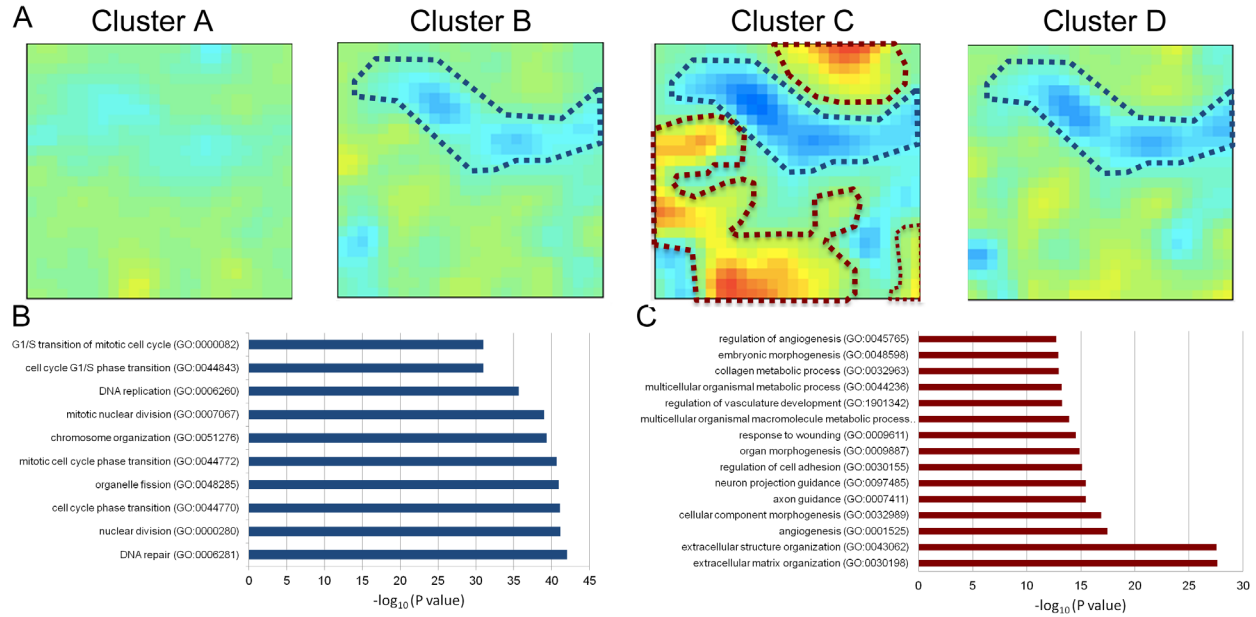 A
Cluster A
Cluster B
Cluster C
Cluster D
B
G1/S transition of mitotic cell cycle (GO:0000082)
cell cycle G1/S phase transition (GO:0044843)
DNA replication (GO:0006260)
mitotic nuclear division (GO:0007067)
chromosome organization (GO:0051276)
mitotic cell cycle phase transition (GO:0044772)
organelle fission (GO:0048285)
cell cycle phase transition (GO:0044770)
nuclear division (GO:0000280)
DNA repair (GO:0006281)
0 5 10 15 20 25 30 35 40 45
-log10 (P value)
C
regulation of angiogenesis (GO:0045765)
embryonic morphogenesis (GO:0048598)
collagen metabolic process (GO:0032963)
multicellular organismal metabolic process (GO:0044236)
regulation of vasculature development (GO:1901342)
multicellular organismal macromolecule metabolic process..
response to wounding (GO:0009611)
organ morphogenesis (GO:0009887)
regulation of cell adhesion (GO:0030155)
neuron projection guidance (GO:0097485)
axon guidance (GO:0007411)
cellular component morphogenesis (GO:0032989)
angiogenesis (GO:0001525)
extracellular structure organization (GO:0043062)
extracellular matrix organization (GO:0030198)
0 5 10 15 20 25 30
-log10 (P value)